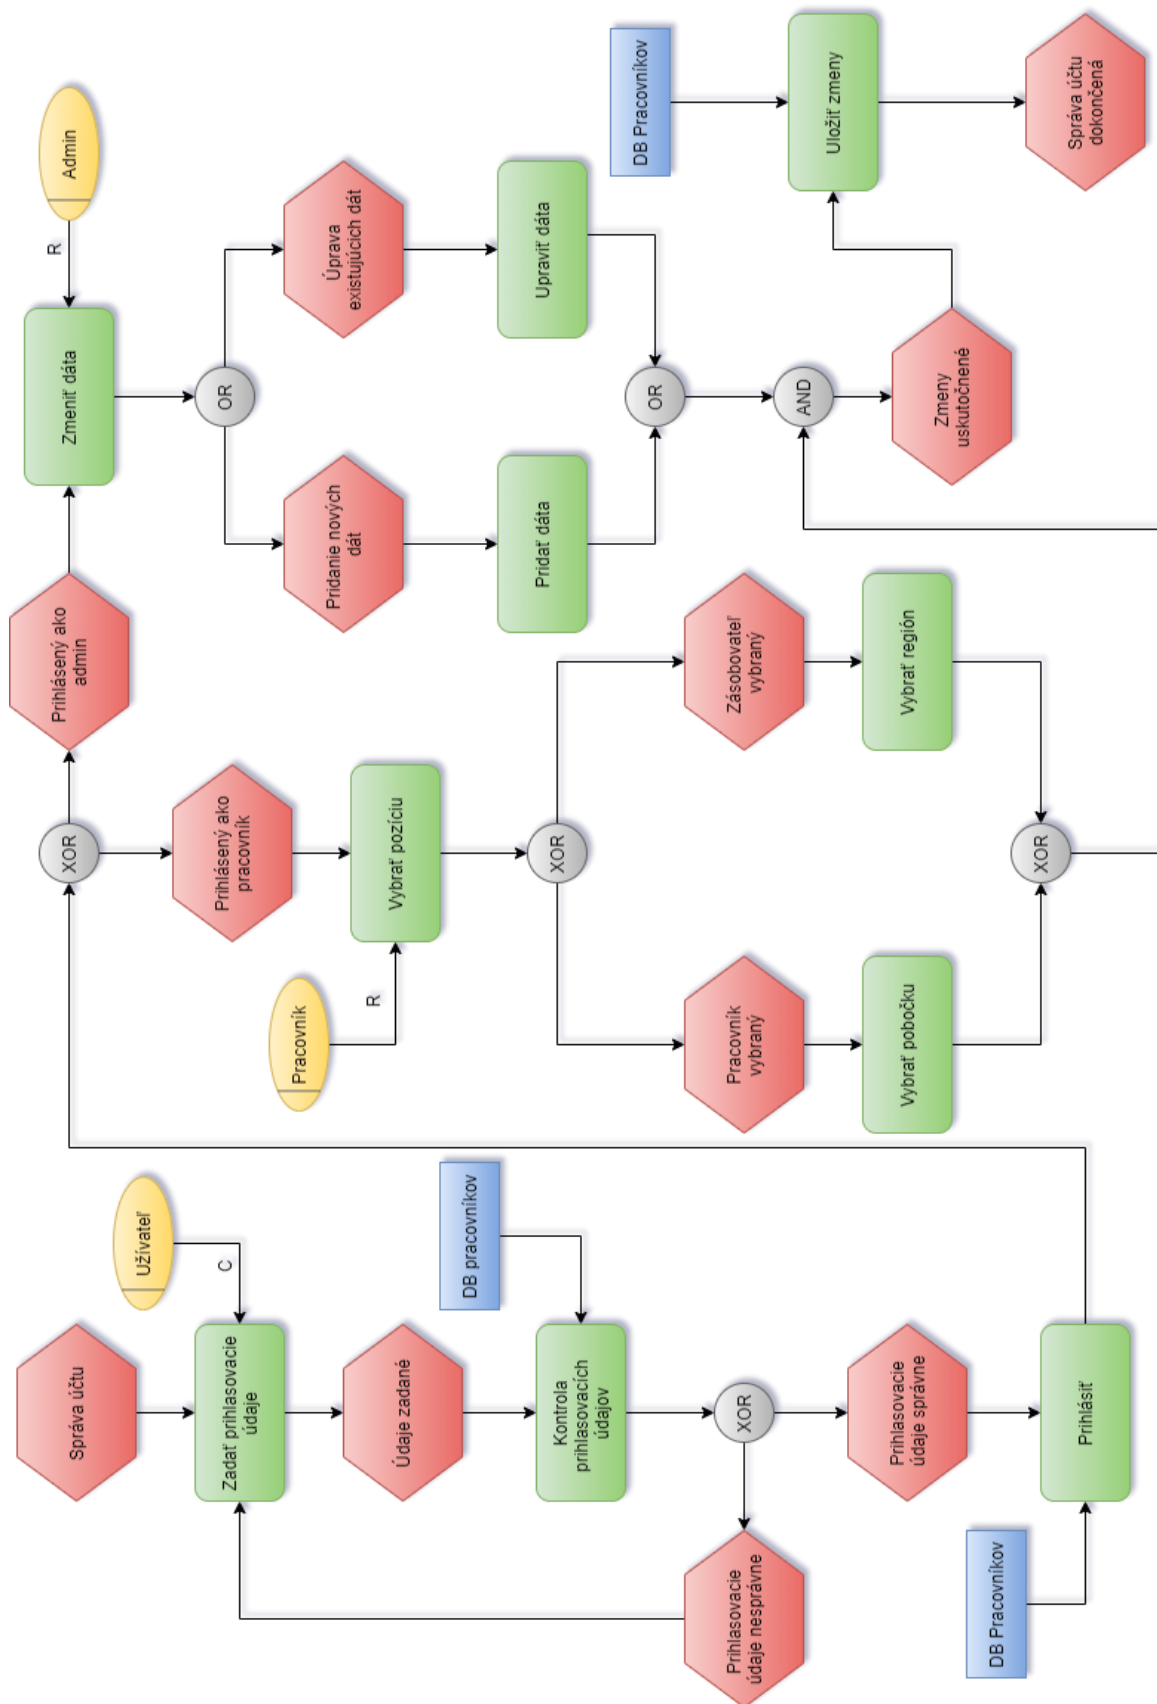 Správa účtu
Užívateľ
C
Zadať prihlasovacie
údaje
Údaje zadané
DB pracovníkov
Kontrola
prihlasovacích
údajov
XOR
Prihlasovacie
údaje nesprávne
Prihlasovacie
údaje správne
DB Pracovníkov
Prihlásiť
XOR
Prihlásený ako
admin
Prihlásený ako
pracovník
Pracovník
R
Vybrať pozíciu
XOR
Pracovník
vybraný
Zásobovateľ
vybraný
Vybrať pobočku
Vybrať región
XOR
Admin
R
Zmeniť dáta
OR
Pridanie nových
dát
Úprava
existujúcich dát
Pridať dáta
Upraviť dáta
OR
AND
Zmeny
uskutočnené
DB Pracovníkov
Uložiť zmeny
Správa účtu
dokončená